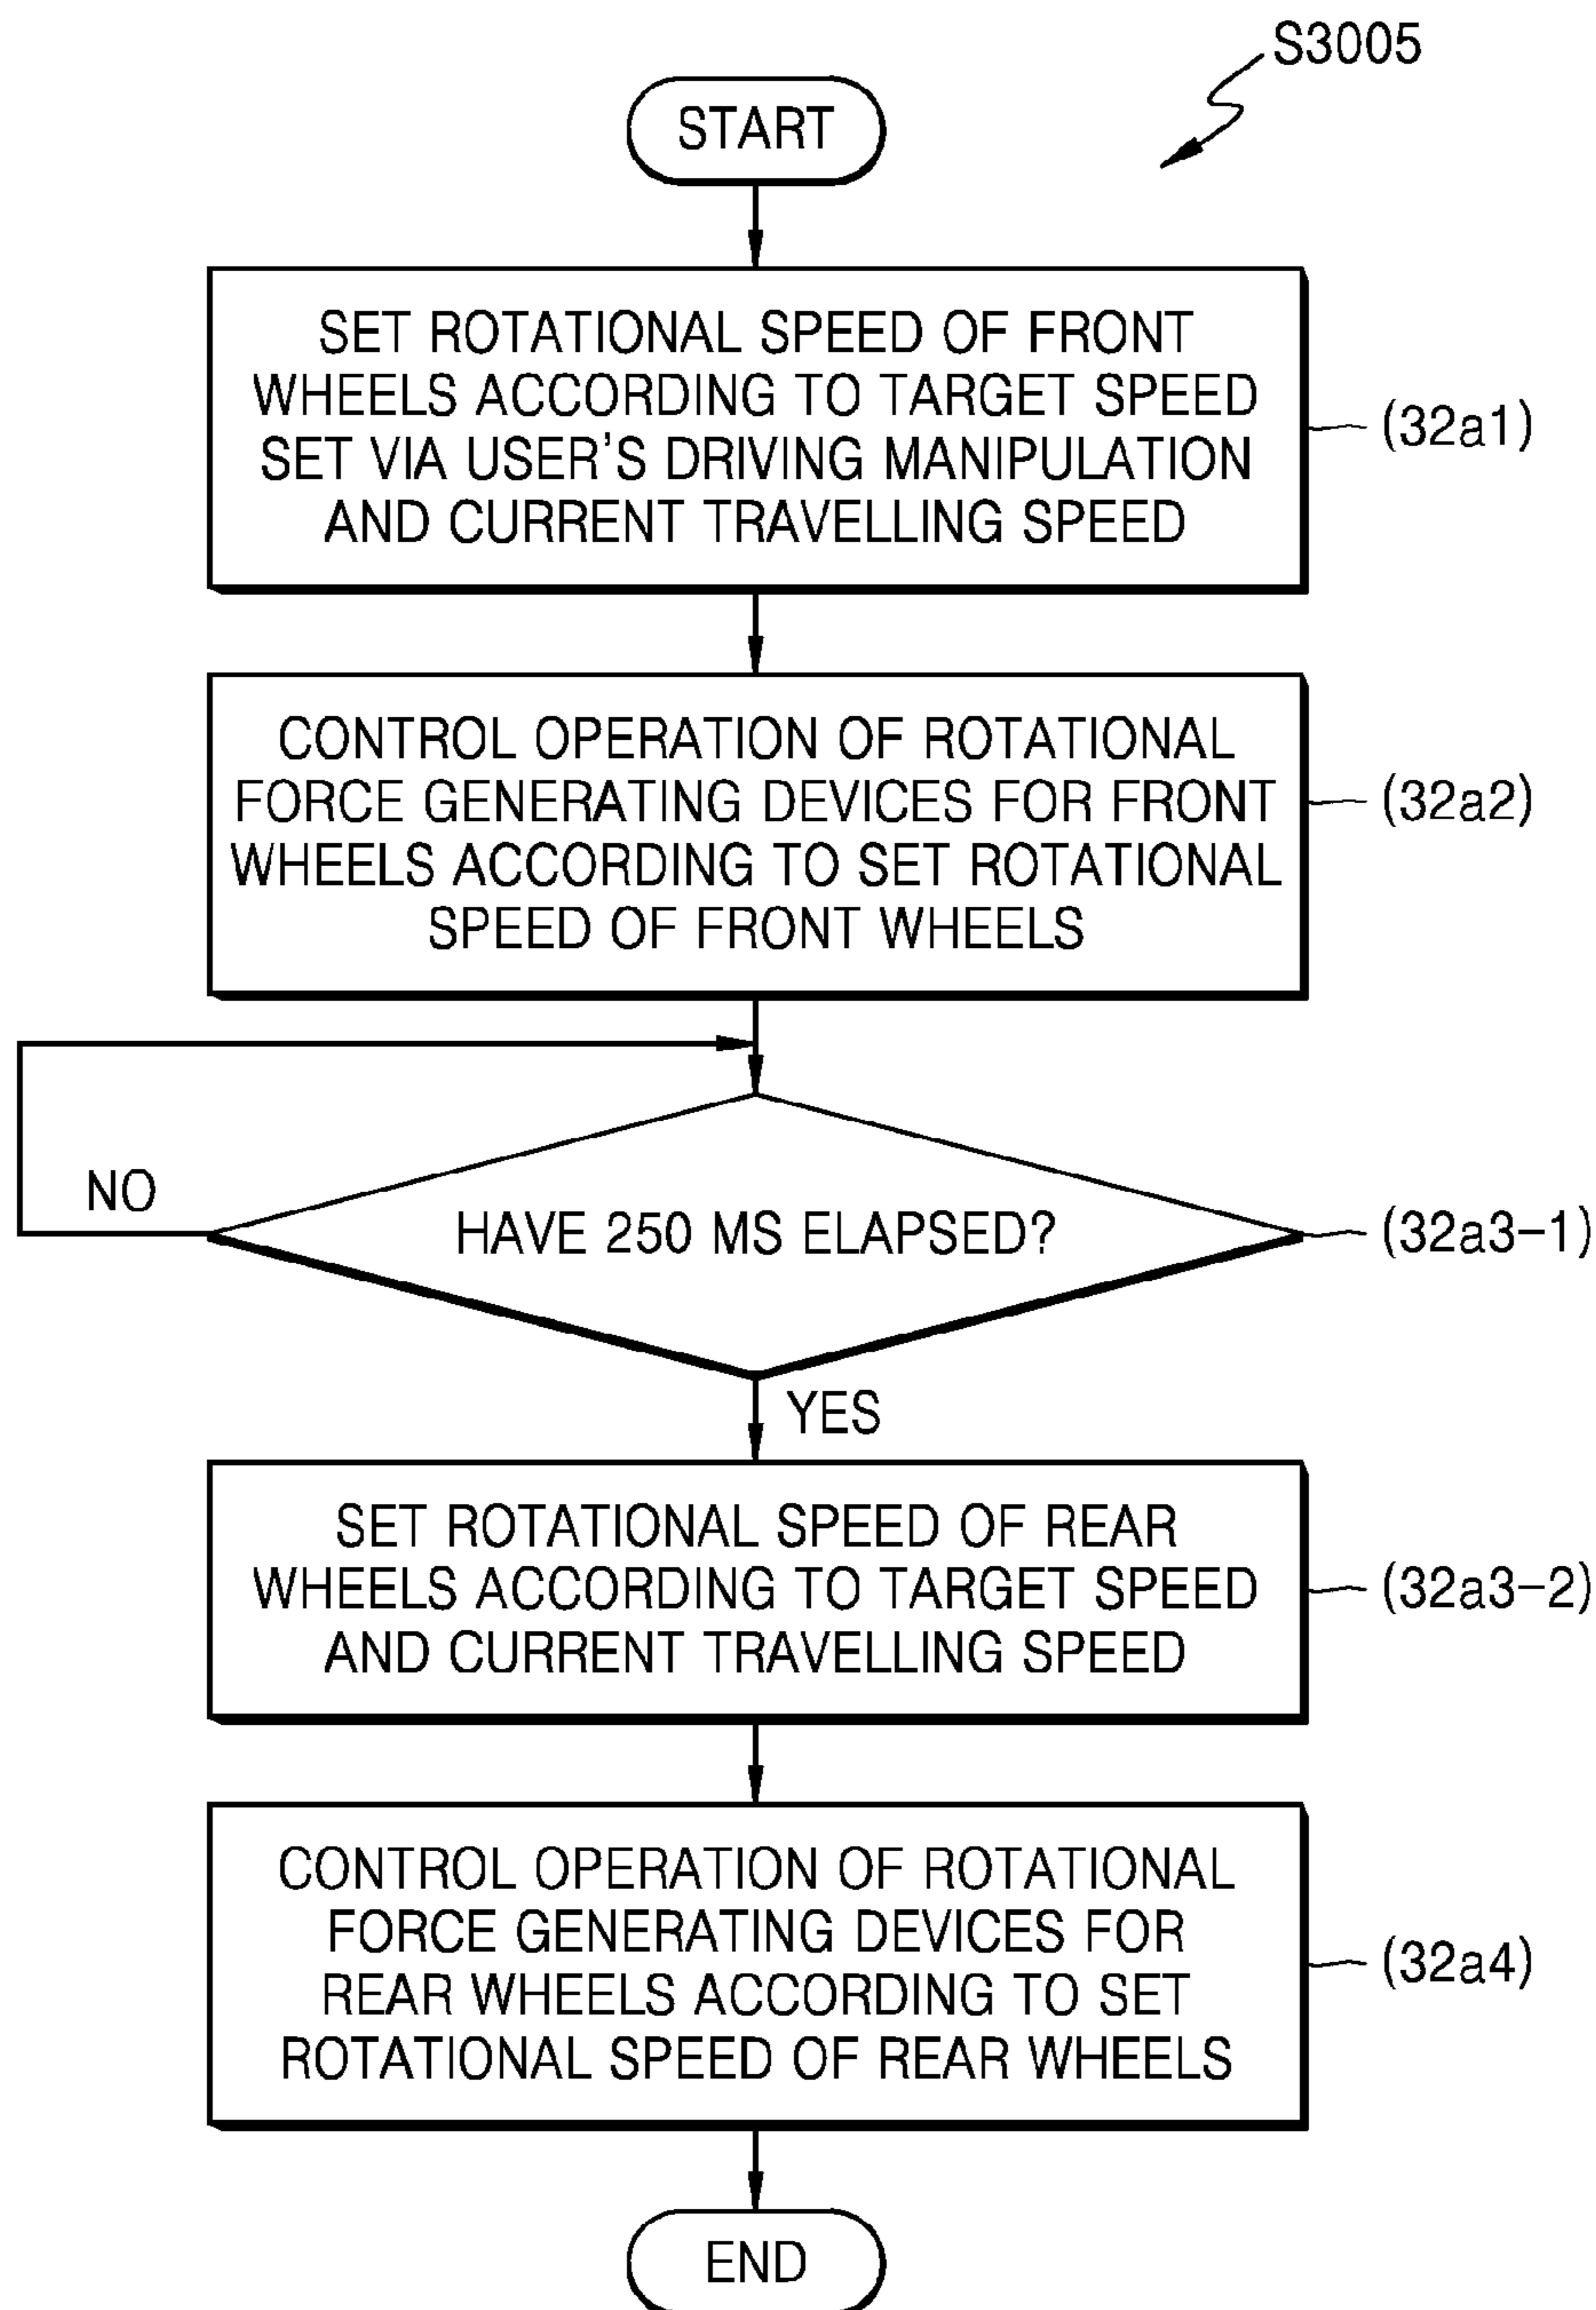 S3005
START
SET ROTATIONAL SPEED OF FRONT
WHEELS ACCORDING TO TARGET SPEED
SET VIA USER'S DRIVING MANIPULATION
AND CURRENT TRAVELLING SPEED
(32a1)
CONTROL OPERATION OF ROTATIONAL
FORCE GENERATING DEVICES FOR FRONT
WHEELS ACCORDING TO SET ROTATIONAL
SPEED OF FRONT WHEELS
(32a2)
NO
HAVE 250 MS ELAPSED?
(32a3-1)
YES
SET ROTATIONAL SPEED OF REAR
WHEELS ACCORDING TO TARGET SPEED
AND CURRENT TRAVELLING SPEED
(32a3-2)
CONTROL OPERATION OF ROTATIONAL
FORCE GENERATING DEVICES FOR
REAR WHEELS ACCORDING TO SET
ROTATIONAL SPEED OF REAR WHEELS
(32a4)
END